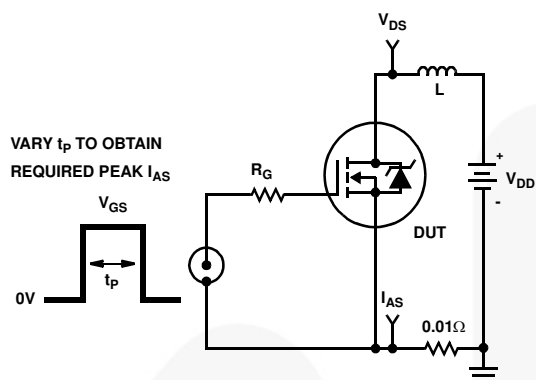 V_DS
L
VARY t_P TO OBTAIN
REQUIRED PEAK I_AS
R_G
+
V_DD
-
V_GS
DUT
t_P
0V
I_AS
0.01Ω